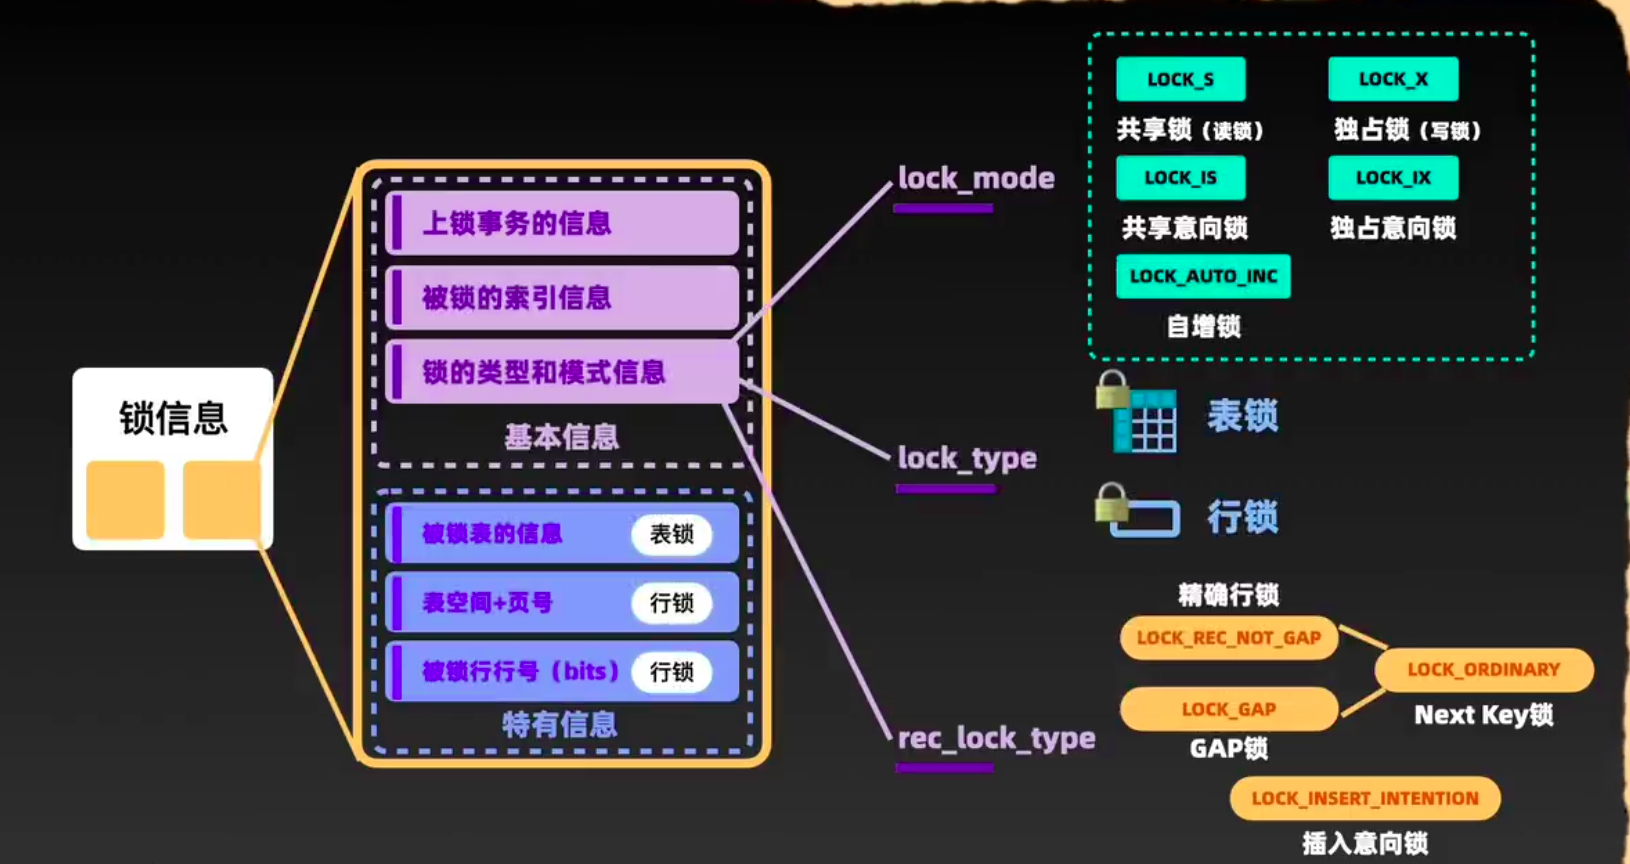 锁信息
上锁事务的信息
被锁的索引信息
锁的类型和模式信息
基本信息
被锁表的信息 表锁
表空间+页号 行锁
被锁行行号（bits） 行锁
特有信息
lock_mode
LOCK_S LOCK_X
共享锁（读锁） 独占锁（写锁）
LOCK_IS LOCK_IX
共享意向锁 独占意向锁
LOCK_AUTO_INC
自增锁
lock_type
表锁
行锁
rec_lock_type
精确行锁
LOCK_REC_NOT_GAP
LOCK_ORDINARY
Next Key锁
LOCK_GAP
GAP锁
LOCK_INSERT_INTENTION
插入意向锁